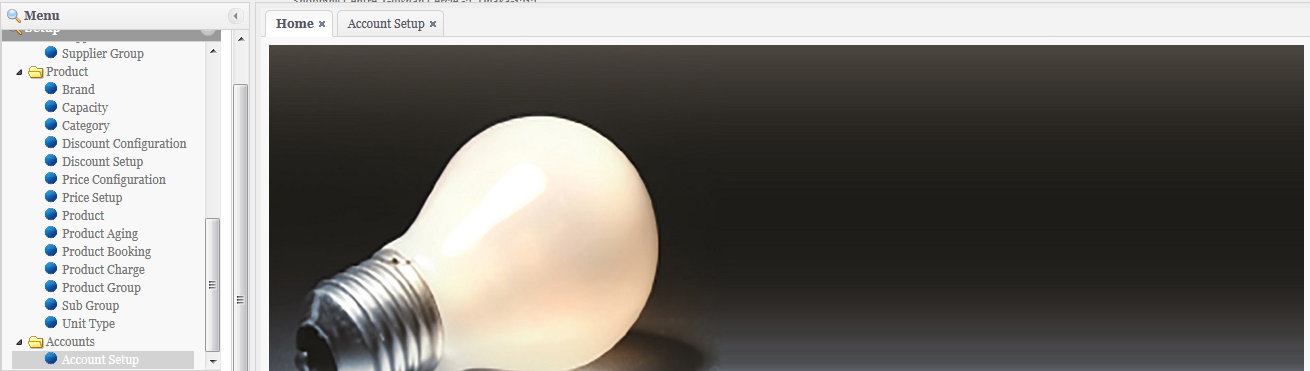 Menu
Home
Account Setup
Setup
Supplier Group
Product
Brand
Capacity
Category
Discount Configuration
Discount Setup
Price Configuration
Price Setup
Product
Product Aging
Product Booking
Product Charge
Product Group
Sub Group
Unit Type
Accounts
Account Setup